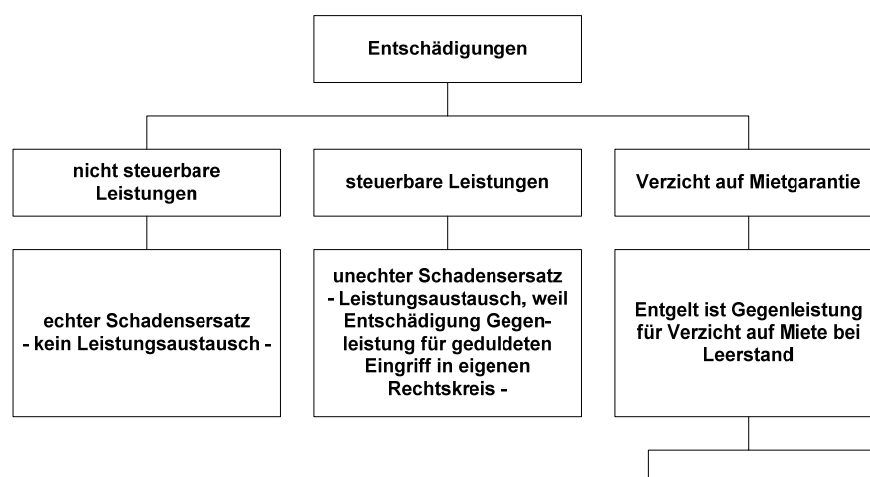 Entschädigungen
nicht steuerbare
Leistungen
steuerbare Leistungen
Verzicht auf Mietgarantie
echter Schadensersatz
- kein Leistungsaustausch -
unechter Schadensersatz
- Leistungsaustausch, weil
Entschädigung Gegen-
leistung für geduldeten
Eingriff in eigenen
Rechtskreis -
Entgelt ist Gegenleistung
für Verzicht auf Miete bei
Leerstand